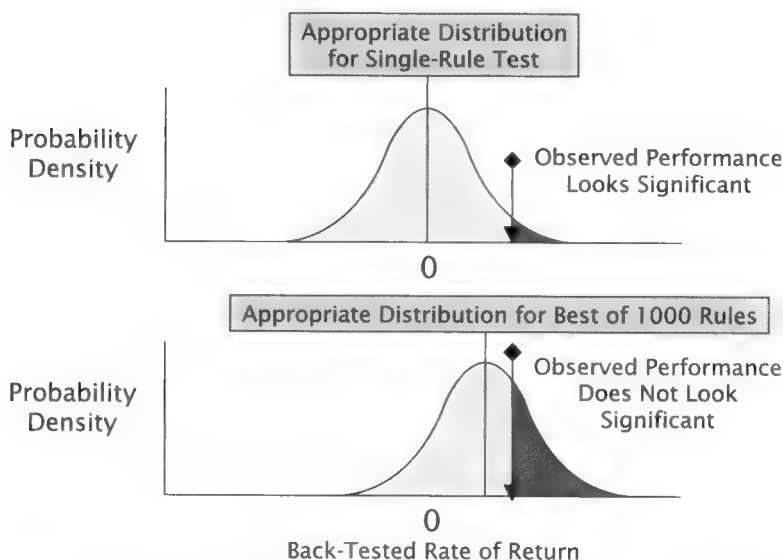 Appropriate Distribution
for Single-Rule Test
Probability
Density
Observed Performance
Looks Significant
0
Appropriate Distribution for Best of 1000 Rules
Probability
Density
Observed Performance
Does Not Look
Significant
0
Back-Tested Rate of Return